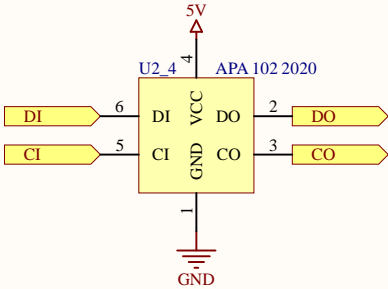 5V
4
U2_4 APA 102 2020
DI 6 DI VCC DO 2 DO
CI 5 CI GND CO 3 CO
1
GND